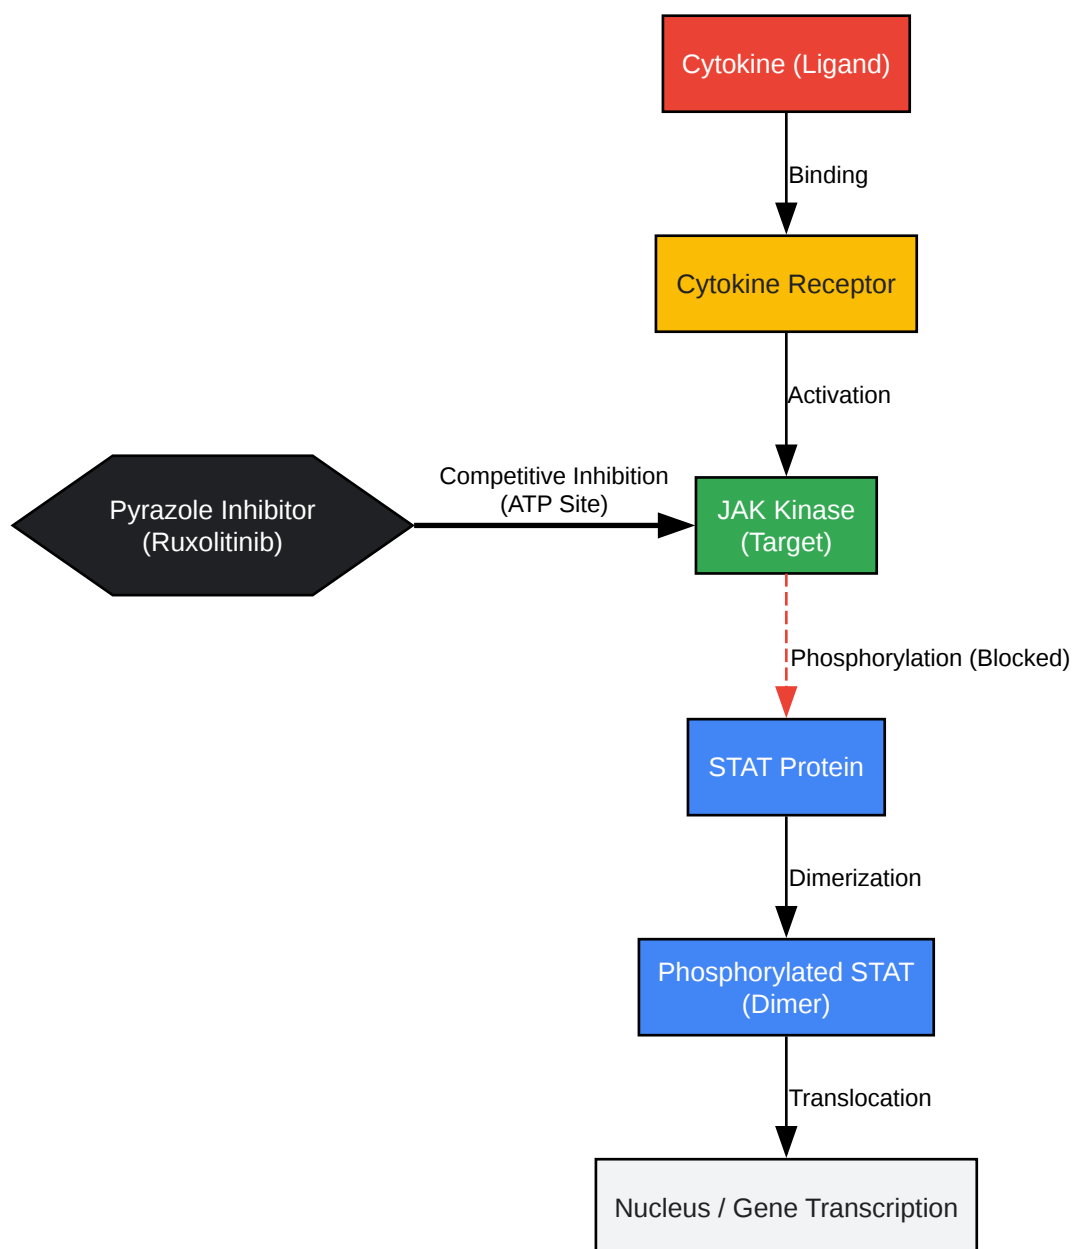 Cytokine (Ligand)
Binding
Cytokine Receptor
Activation
Competitive Inhibition
(ATP Site)
Pyrazole Inhibitor
(Ruxolitinib)
JAK Kinase
(Target)
Phosphorylation (Blocked)
STAT Protein
Dimerization
Phosphorylated STAT
(Dimer)
Translocation
Nucleus / Gene Transcription